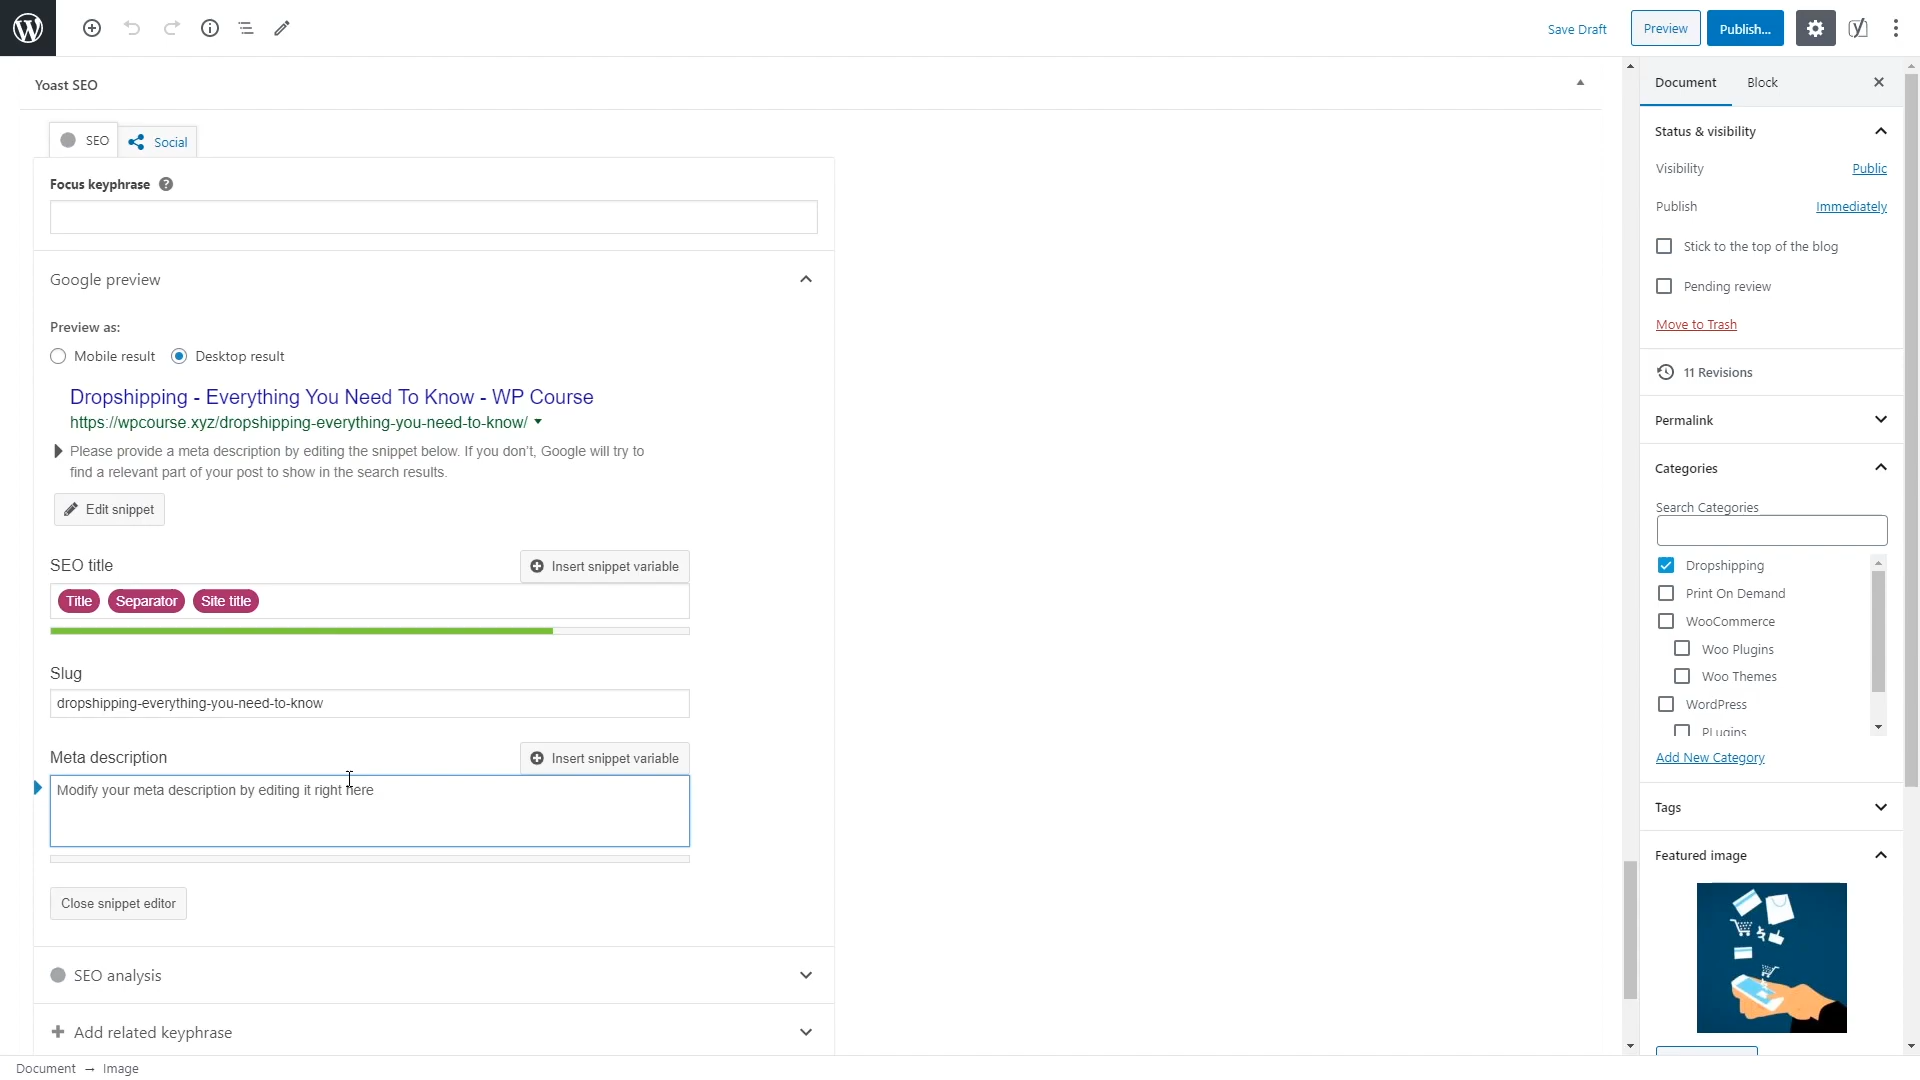 Save Draft
Preview
Publish...
Yoast SEO
SEO
Social
Focus keyphrase
Google preview
Preview as:
Mobile result
Desktop result
Dropshipping - Everything You Need To Know - WP Course
https://wpcourse.xyz/dropshipping-everything-you-need-to-know/
Please provide a meta description by editing the snippet below. If you don't, Google will try to
find a relevant part of your post to show in the search results.
Edit snippet
SEO title
Insert snippet variable
Title
Separator
Site title
Slug
dropshipping-everything-you-need-to-know
Meta description
Insert snippet variable
Modify your meta description by editing it right here
Close snippet editor
SEO analysis
Add related keyphrase
Document → Image
Document
Block
Status & visibility
Visibility
Public
Publish
Immediately
Stick to the top of the blog
Pending review
Move to Trash
11 Revisions
Permalink
Categories
Search Categories
Dropshipping
Print On Demand
WooCommerce
Woo Plugins
Woo Themes
WordPress
PLugins
Add New Category
Tags
Featured image